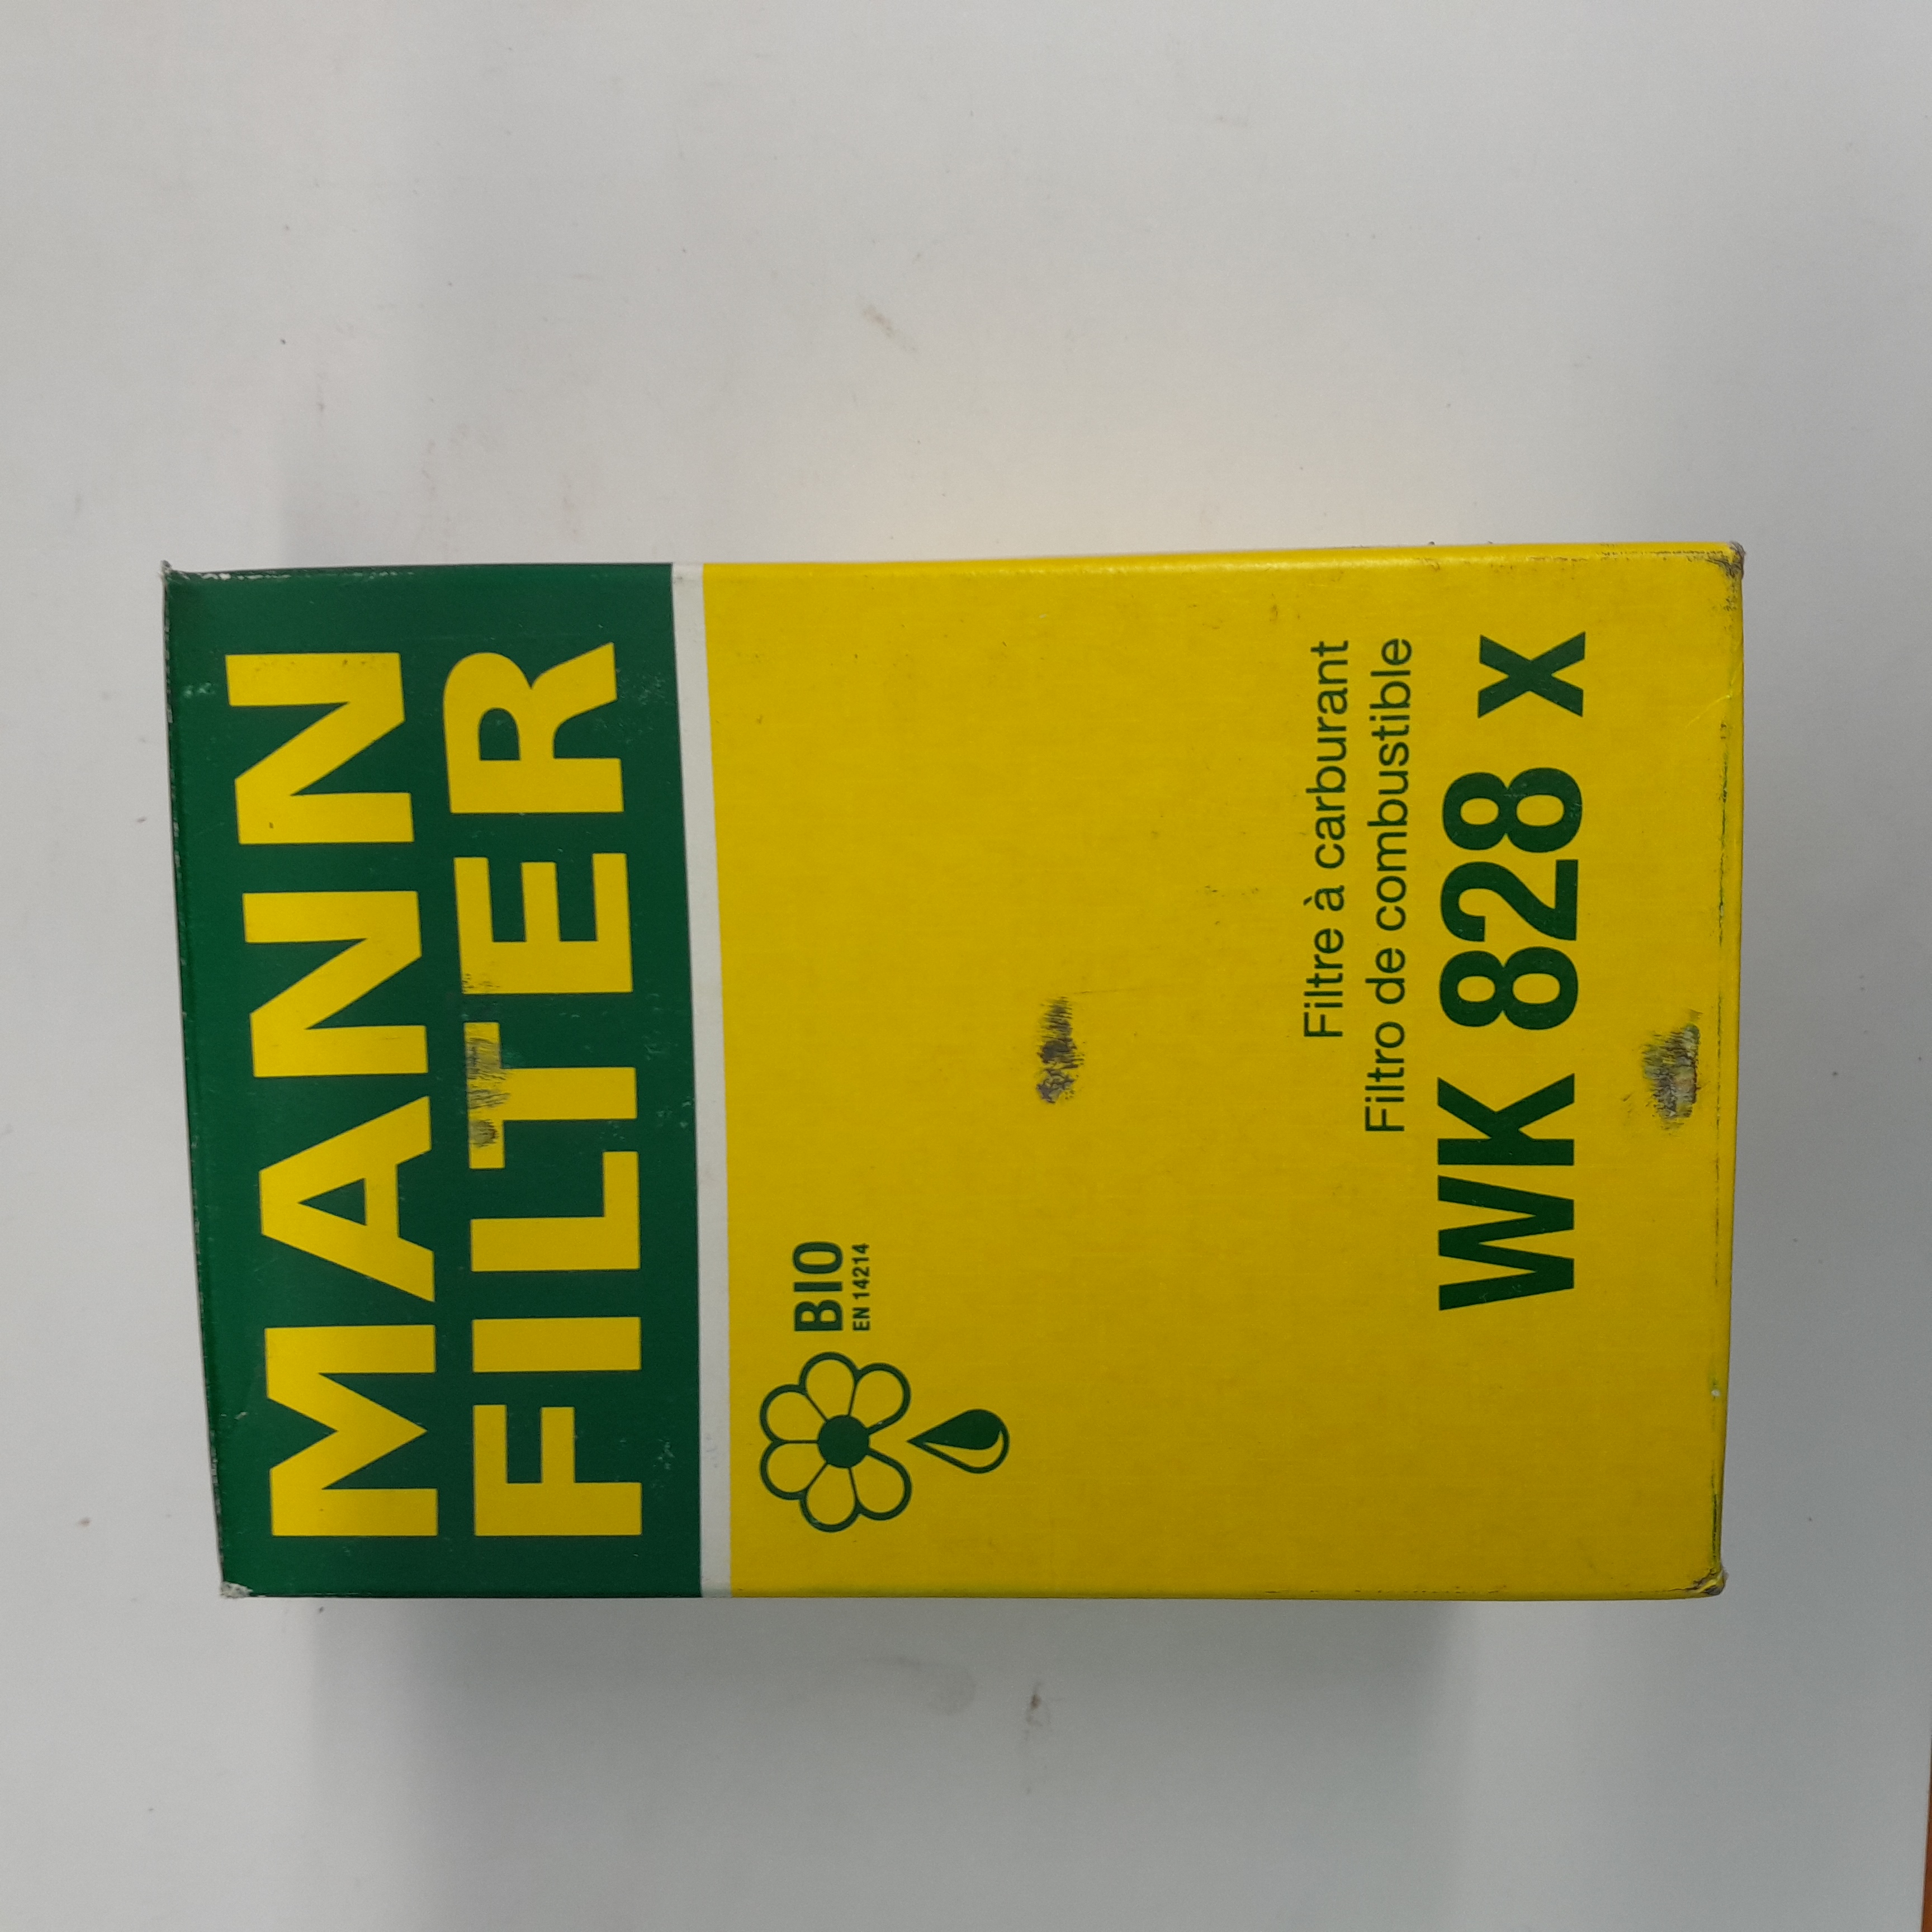 MANN
FILTER
BIO
EN 14214
Filtre à carburant
Filtro de combustible
WK 828 x